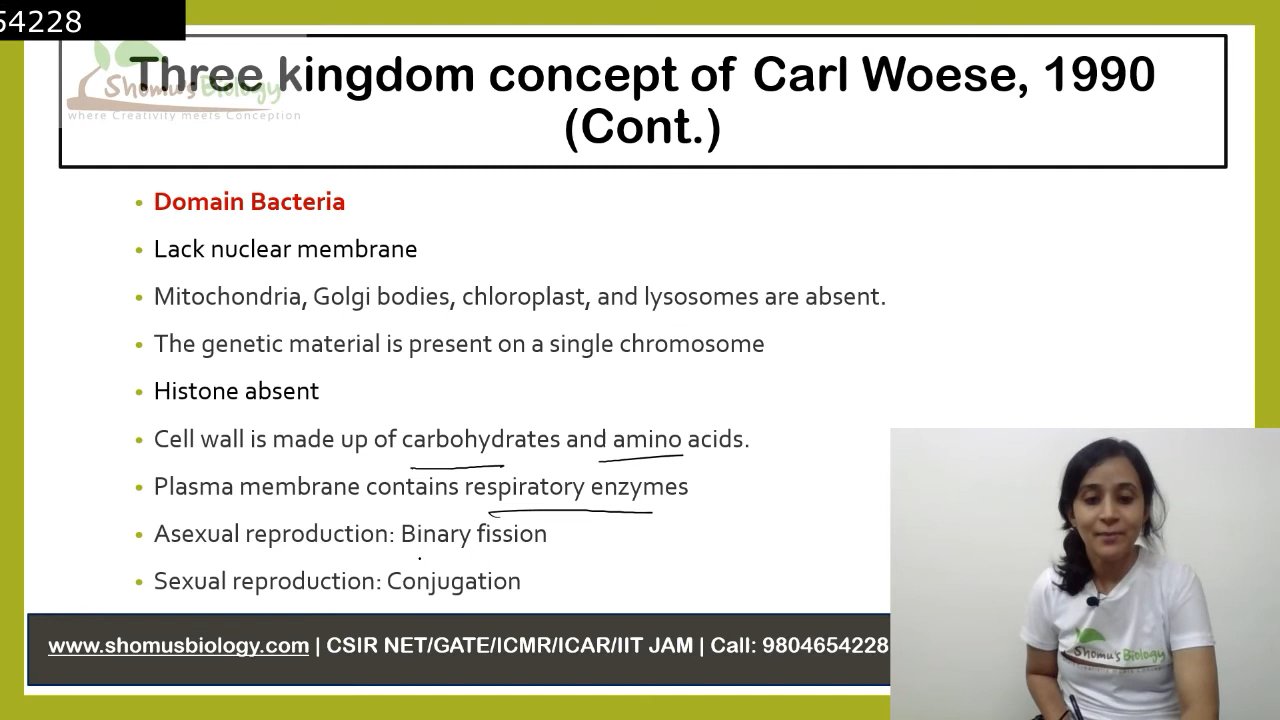 54228
Three kingdom concept of Carl Woese, 1990
(Cont.)
Shomu's Biology
where Creativity meets Conception
• Domain Bacteria
• Lack nuclear membrane
• Mitochondria, Golgi bodies, chloroplast, and lysosomes are absent.
• The genetic material is present on a single chromosome
• Histone absent
• Cell wall is made up of carbohydrates and amino acids.
• Plasma membrane contains respiratory enzymes
• Asexual reproduction: Binary fission
• Sexual reproduction: Conjugation
www.shomusbiology.com | CSIR NET/GATE/ICMR/ICAR/IIT JAM | Call: 9804654228
Shomu's Biology